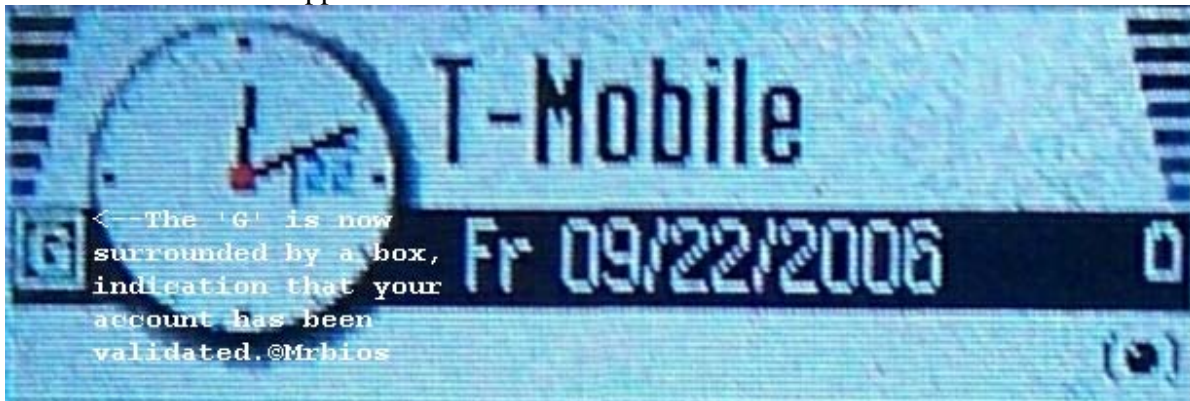 T-Mobile
22
G
Fr 09/22/2006
<--The 'G' is now
surrounded by a box,
indication that your
account has been
validated.@Mrbios